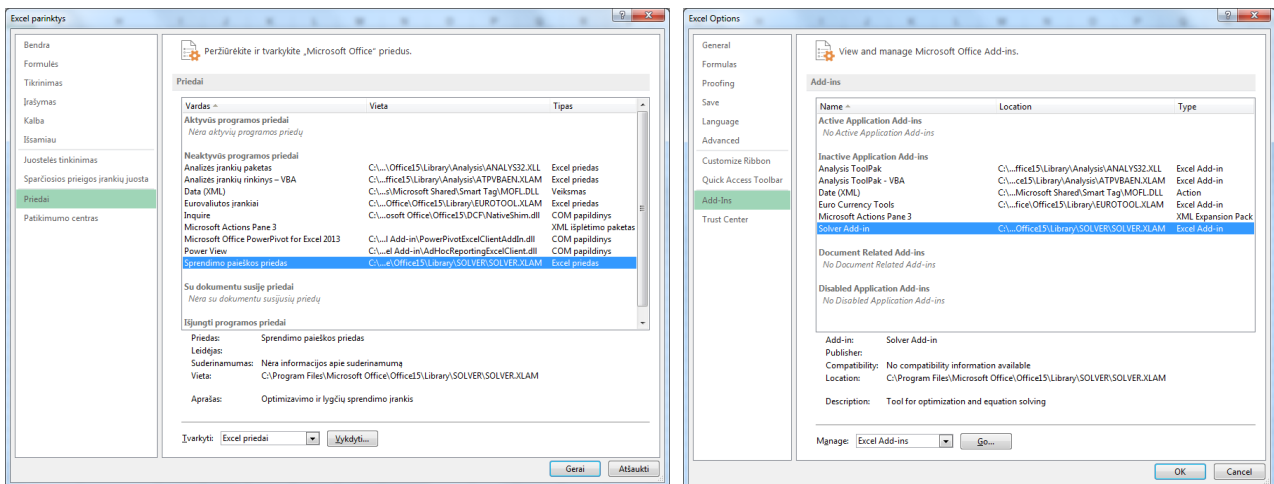 Excel parinktys
Bendra
Formulės
Tikrinimas
Įrašymas
Kalba
Išsamiau
Juostelės tinkinimas
Sparčiosios prieigos įrankių juosta
Priedai
Patikimumo centras
Peržiūrėkite ir tvarkykite „Microsoft Office" priedus.
Priedai
Vardas Vieta Tipas
Aktyvūs programos priedai
Nėra aktyvių programos priedų
Neaktyvūs programos priedai
Analizės įrankių paketas C:\...\Office15\Library\Analysis\ANALYS32.XLL Excel priedas
Analizės įrankių rinkinys – VBA C:\...ffice15\Library\Analysis\ATPVBAEN.XLAM Excel priedas
Data (XML) C:\...s\Microsoft Shared\Smart Tag\MOFL.DLL Veiksmas
Eurovaliutos įrankiai C:\...Office\Office15\Library\EUROTOOL.XLAM Excel priedas
Inquire C:\...osoft Office\Office15\DCF\NativeShim.dll COM papildinys
Microsoft Actions Pane 3 XML išplėtimo paketas
Microsoft Office PowerPivot for Excel 2013 C:\...l Add-in\PowerPivotExcelClientAddIn.dll COM papildinys
Power View C:\...el Add-in\AdHocReportingExcelClient.dll COM papildinys
Sprendimo paieškos priedas C:\...e\Office15\Library\SOLVER\SOLVER.XLAM Excel priedas
Su dokumentu susiję priedai
Nėra su dokumentu susijusių priedų
Išjungti programos priedai
Priedas: Sprendimo paieškos priedas
Leidėjas:
Suderinamumas: Nėra informacijos apie suderinamumą
Vieta: C:\Program Files\Microsoft Office\Office15\Library\SOLVER\SOLVER.XLAM
Aprašas: Optimizavimo ir lygčių sprendimo įrankis
Tvarkyti: Excel priedai Vykdyti...
Gerai Atšaukti
Excel Options
General
Formulas
Proofing
Save
Language
Advanced
Customize Ribbon
Quick Access Toolbar
Add-Ins
Trust Center
View and manage Microsoft Office Add-ins.
Add-ins
Name Location Type
Active Application Add-ins
No Active Application Add-ins
Inactive Application Add-ins
Analysis ToolPak C:\...ffice15\Library\Analysis\ANALYS32.XLL Excel Add-in
Analysis ToolPak - VBA C:\...ce15\Library\Analysis\ATPVBAEN.XLAM Excel Add-in
Date (XML) C:\...Microsoft Shared\Smart Tag\MOFL.DLL Action
Euro Currency Tools C:\...fice\Office15\Library\EUROTOOL.XLAM Excel Add-in
Microsoft Actions Pane 3 XML Expansion Pack
Solver Add-in C:\...Office15\Library\SOLVER\SOLVER.XLAM Excel Add-in
Document Related Add-ins
No Document Related Add-ins
Disabled Application Add-ins
No Disabled Application Add-ins
Add-in: Solver Add-in
Publisher:
Compatibility: No compatibility information available
Location: C:\Program Files\Microsoft Office\Office15\Library\SOLVER\SOLVER.XLAM
Description: Tool for optimization and equation solving
Manage: Excel Add-ins Go...
OK Cancel